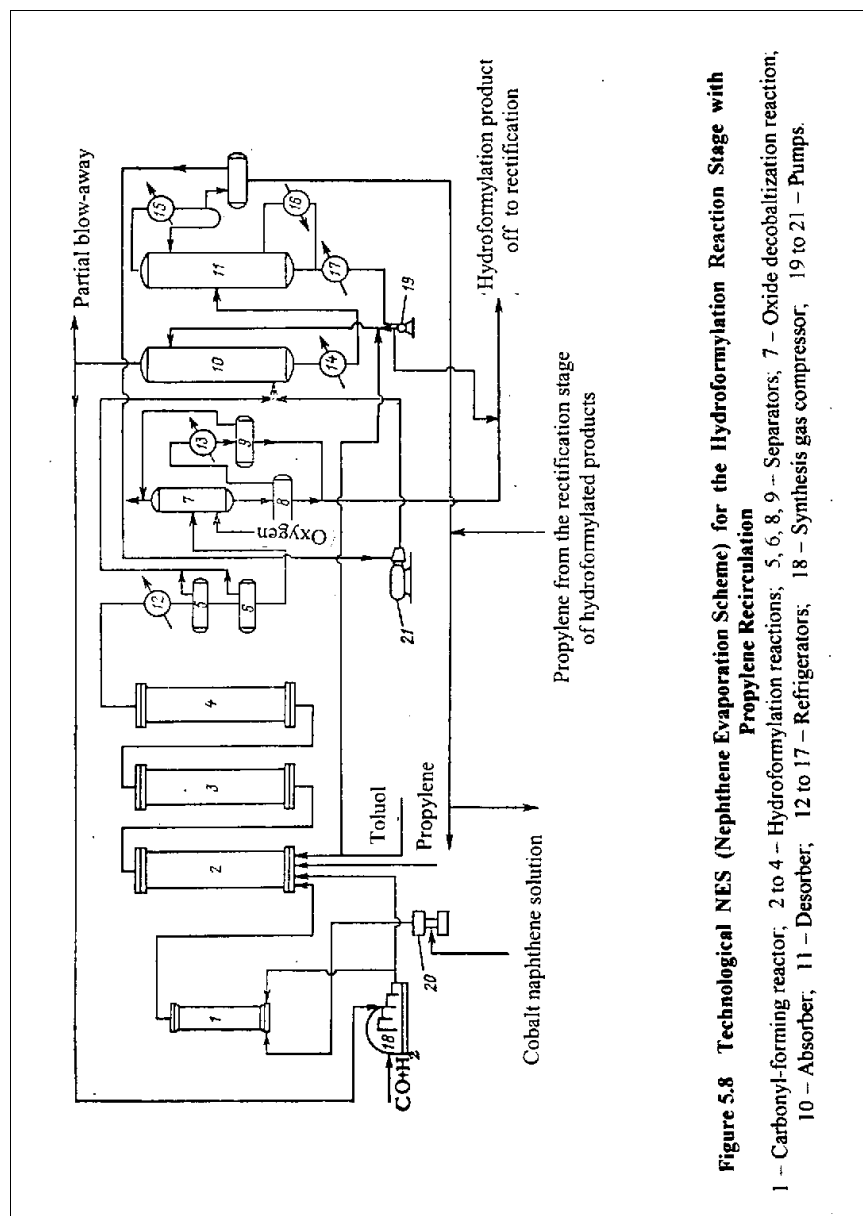 Partial blow-away
15
16
11
17
19
10
14
13
9
7
8
Oxygen
12
5
6
21
4
3
2
1
Toluol
Propylene
20
18
CO+H2
Hydroformylation product
off to rectification
Propylene from the rectification stage
of hydroformylated products
Cobalt naphthene solution
Figure 5.8 Technological NES (Nephthene Evaporation Scheme) for the Hydroformylation Reaction Stage with
Propylene Recirculation
1 – Carbonyl-forming reactor; 2 to 4 – Hydroformylation reactions; 5, 6, 8, 9 – Separators; 7 – Oxide decobaltization reaction;
10 – Absorber; 11 – Desorber; 12 to 17 – Refrigerators; 18 – Synthesis gas compressor; 19 to 21 – Pumps.